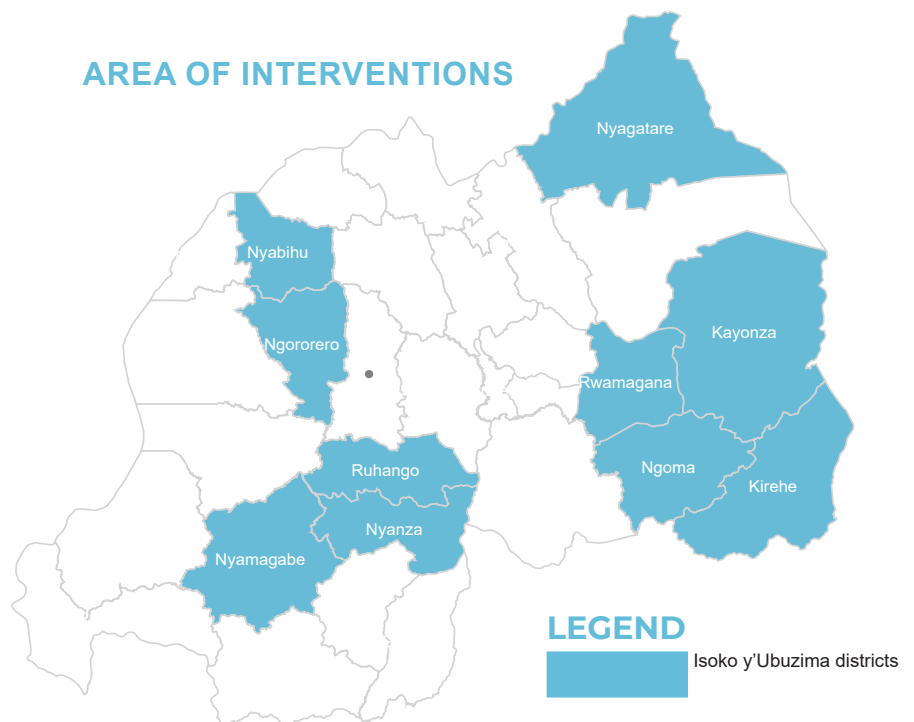 AREA OF INTERVENTIONS
Nyagatare
Nyabihu
Kayonza
Ngororero
Rwamagana
Ruhango
Ngoma
Kirehe
Nyanza
Nyamagabe
LEGEND
Isoko y’Ubuzima districts